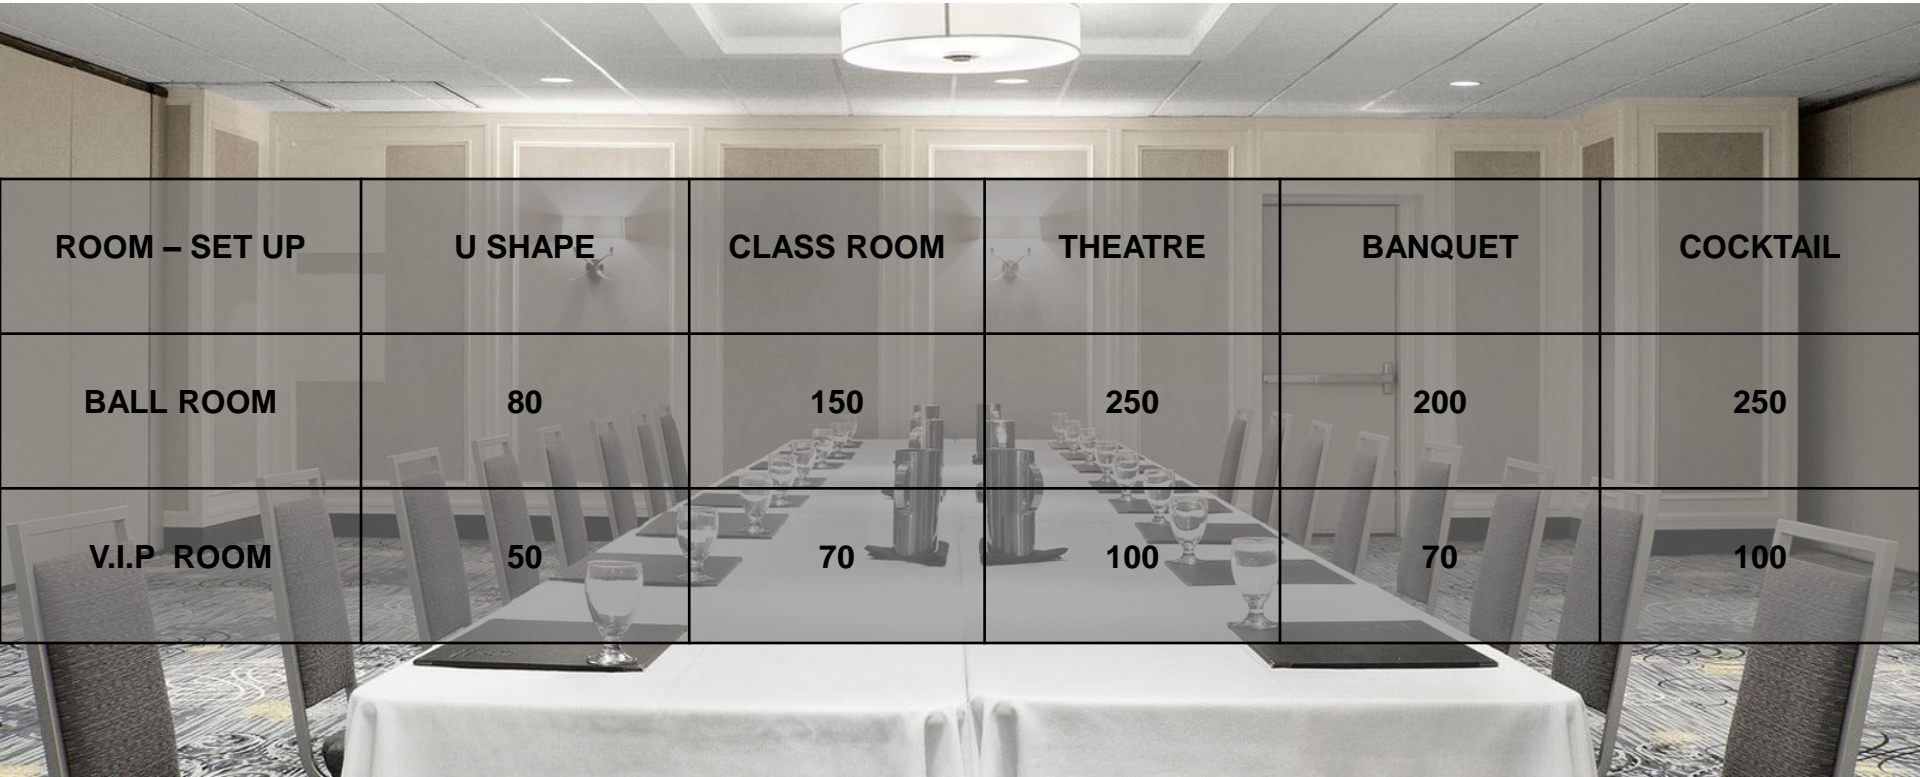 ROOM – SET UP U SHAPE CLASS ROOM THEATRE BANQUET COCKTAIL
BALL ROOM 80 150 250 200 250
V.I.P  ROOM 50 70 100 70 100